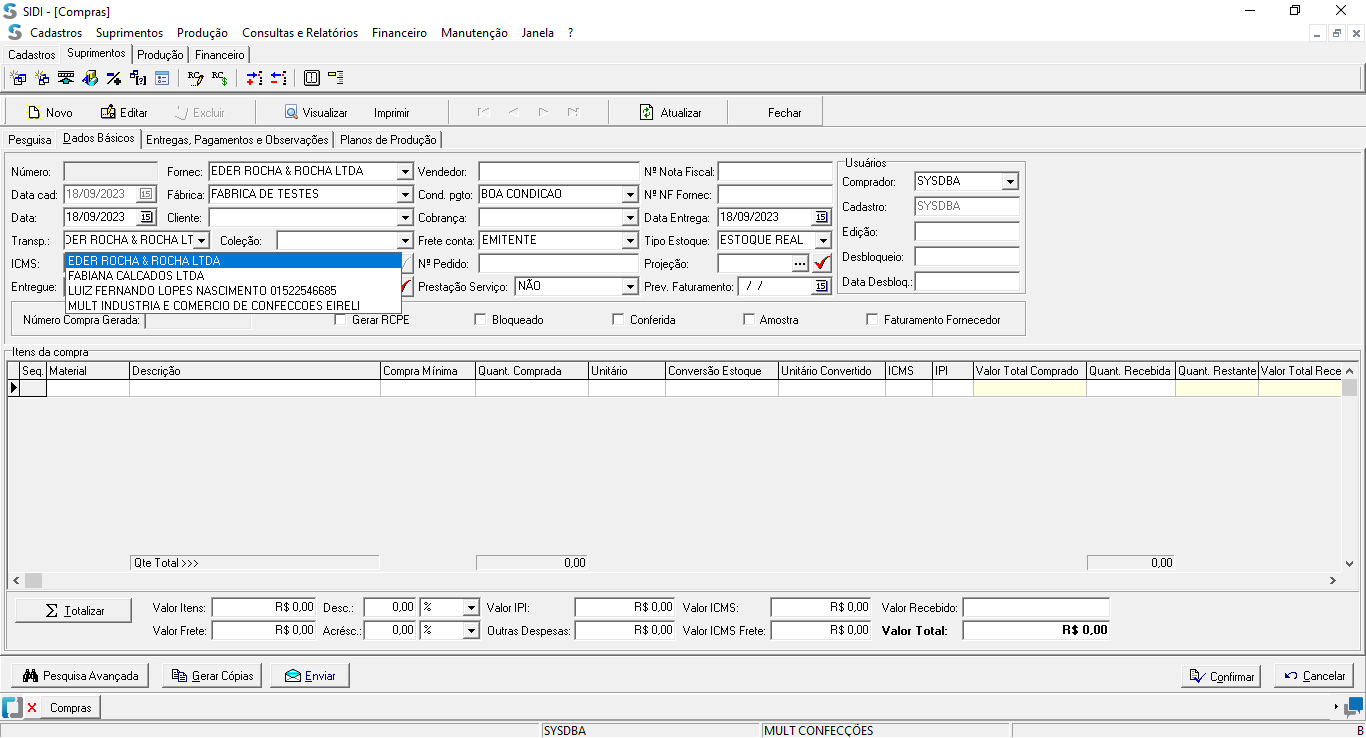 SIDI - [Compras]
Cadastros Suprimentos Produção Consultas e Relatórios Financeiro Manutenção Janela ?
Cadastros Suprimentos Produção Financeiro
Novo Editar Excluir Visualizar Imprimir Atualizar Fechar
Pesquisa Dados Básicos Entregas, Pagamentos e Observações Planos de Produção
Número: Fornec: EDER ROCHA & ROCHA LTDA Vendedor: Nº Nota Fiscal: Usuários
Data cad: 18/09/2023 15 Fábrica: FABRICA DE TESTES Cond. pgto: BOA CONDICAO Nº NF Fornec: Comprador: SYSDBA
Data: 18/09/2023 15 Cliente: Cobrança: Data Entrega: 18/09/2023 15 Cadastro: SYSDBA
Transp.: DER ROCHA & ROCHA LT Coleção: Frete conta: EMITENTE Tipo Estoque: ESTOQUE REAL Edição:
ICMS: EDER ROCHA & ROCHA LTDA Nº Pedido: Projeção: ... Desbloqueio:
FABIANA CALCADOS LTDA
Entregue: LUIZ FERNANDO LOPES NASCIMENTO 01522546685 Prestação Serviço: NÃO Prev. Faturamento: / / 15 Data Desbloq.:
MULT INDUSTRIA E COMERCIO DE CONFECCOES EIRELI
Número Compra Gerada: Gerar RCPE Bloqueado Conferida Amostra Faturamento Fornecedor
Itens da compra
Seq. Material Descrição Compra Mínima Quant. Comprada Unitário Conversão Estoque Unitário Convertido ICMS IPI Valor Total Comprado Quant. Recebida Quant. Restante Valor Total Rece
Qte Total >>> 0,00 0,00
Σ Totalizar Valor Itens: R$ 0,00 Desc.: 0,00 % Valor IPI: R$ 0,00 Valor ICMS: R$ 0,00 Valor Recebido:
Valor Frete: R$ 0,00 Acrésc.: 0,00 % Outras Despesas: R$ 0,00 Valor ICMS Frete: R$ 0,00 Valor Total: R$ 0,00
Pesquisa Avançada Gerar Cópias Enviar Confirmar Cancelar
Compras
SYSDBA MULT CONFECÇÕES B